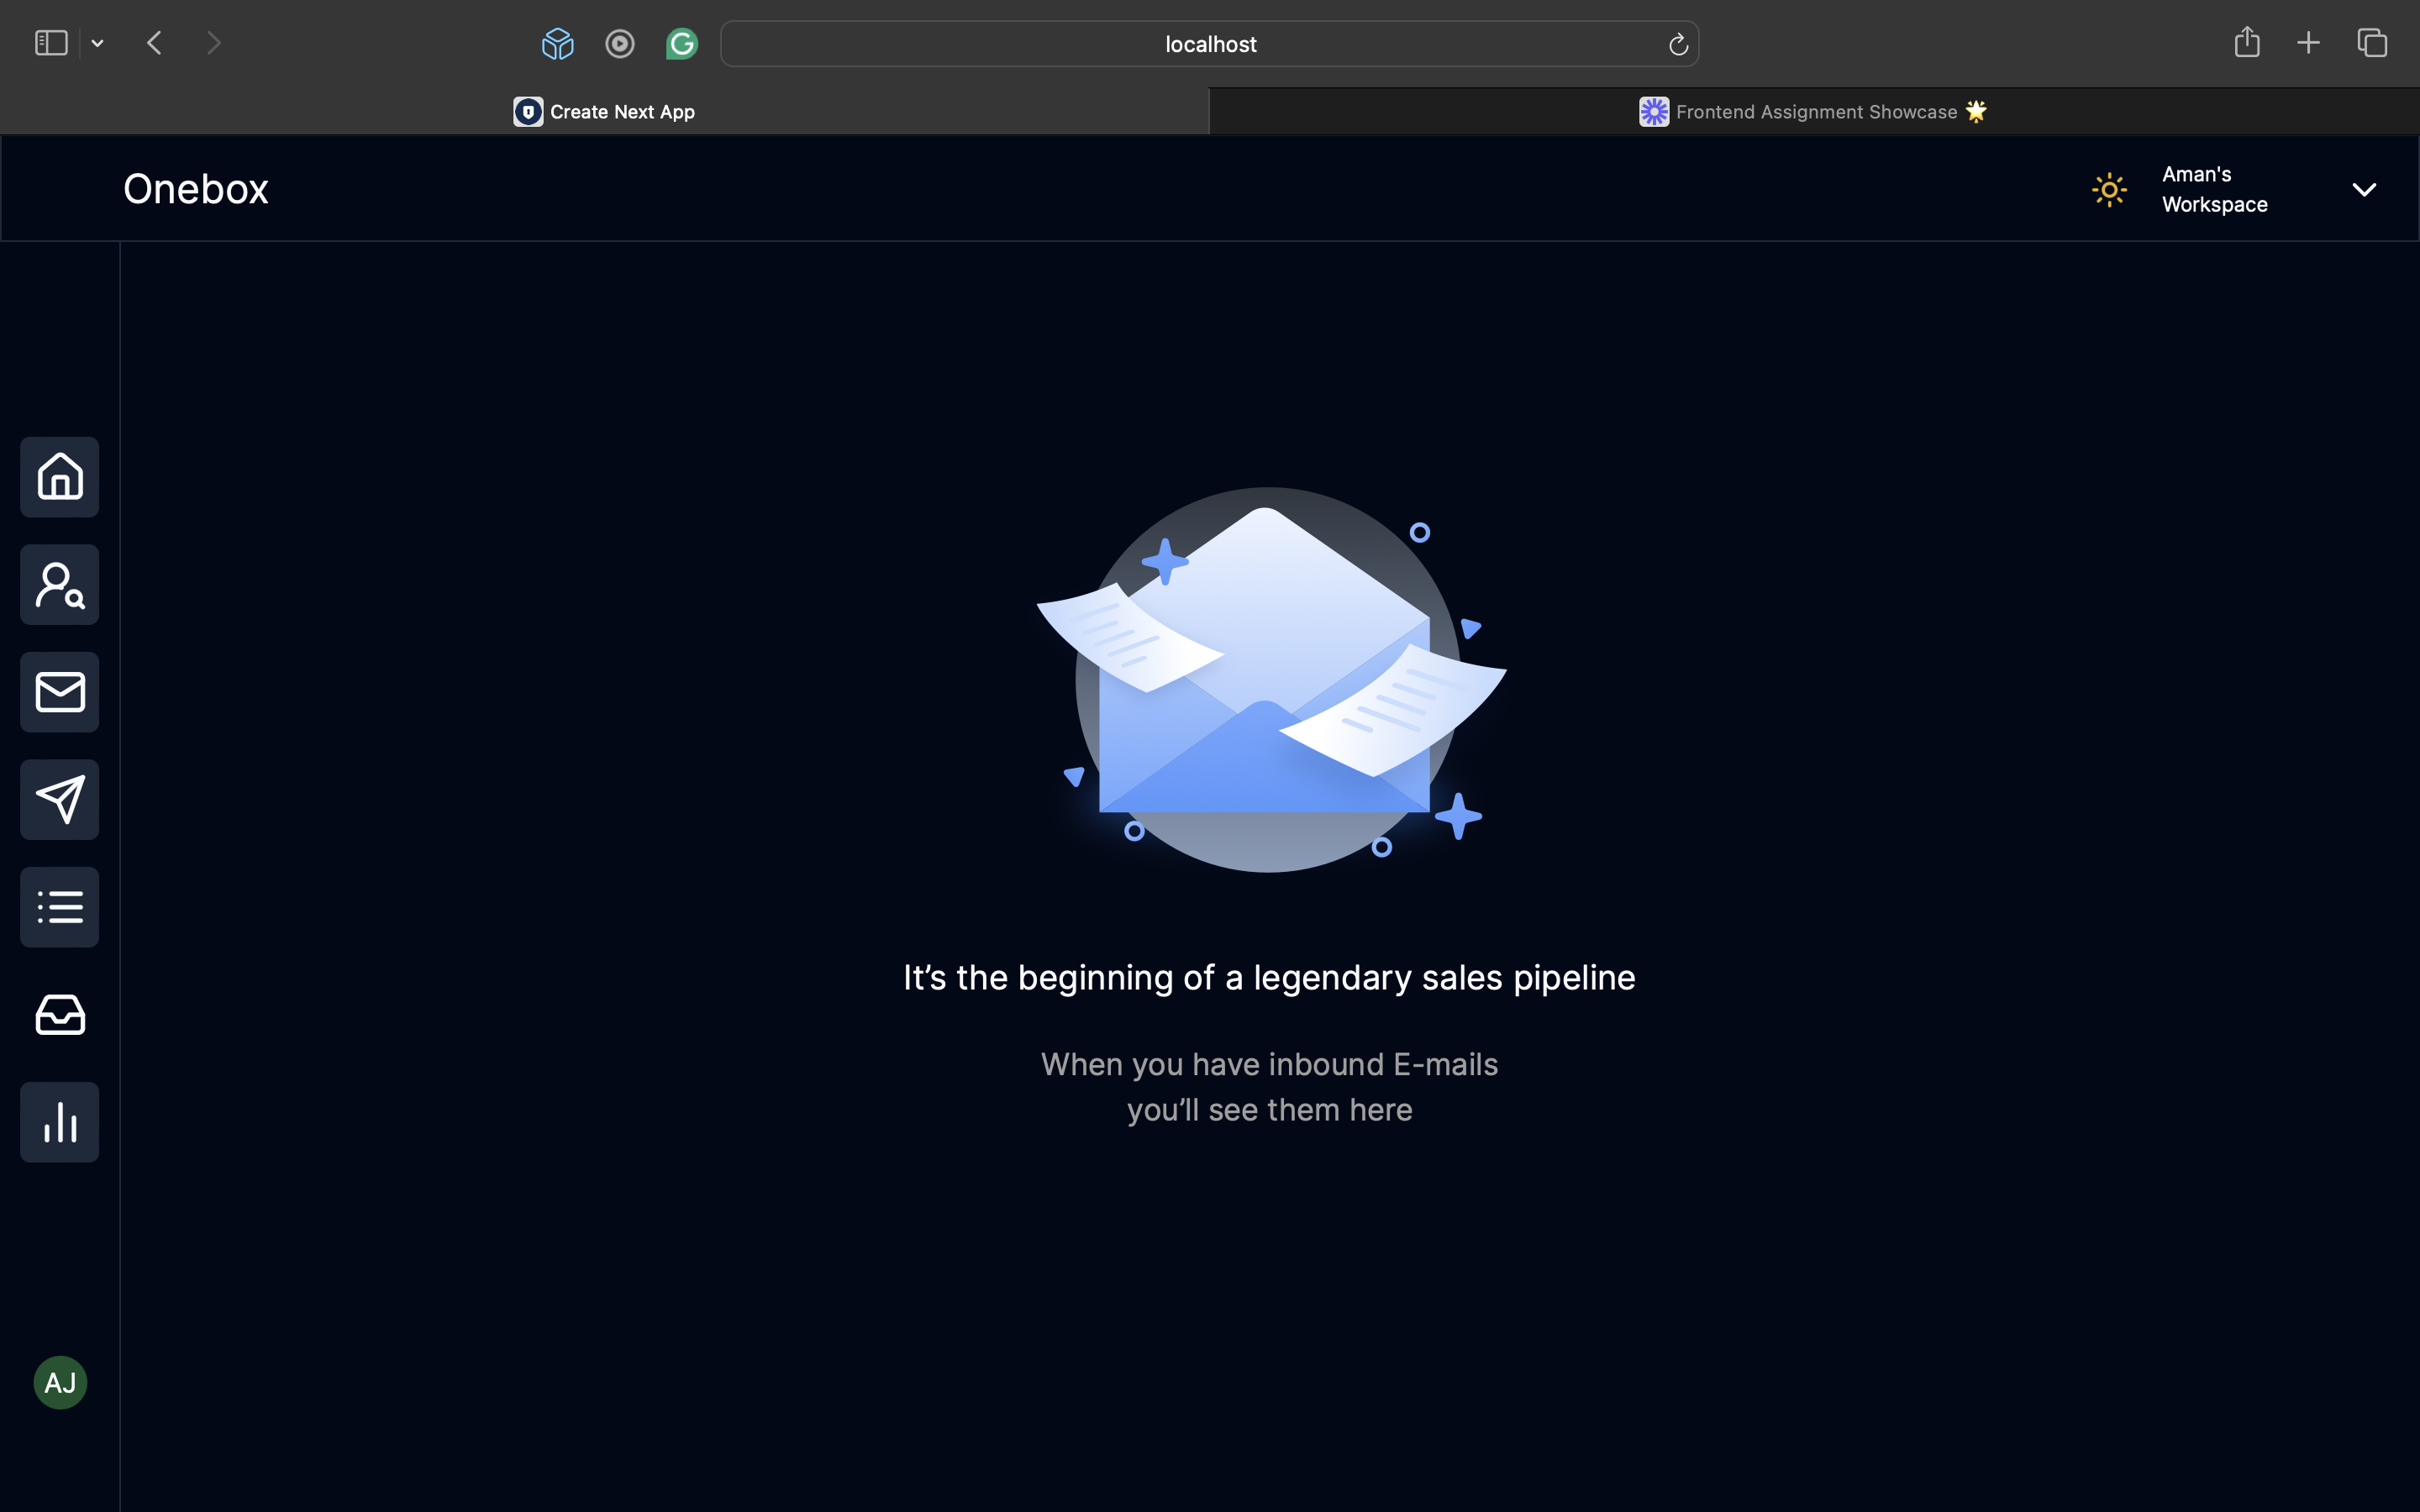 localhost
Create Next App
Frontend Assignment Showcase 🌟
Onebox
Aman's
Workspace
It’s the beginning of a legendary sales pipeline
When you have inbound E-mails
you’ll see them here
AJ